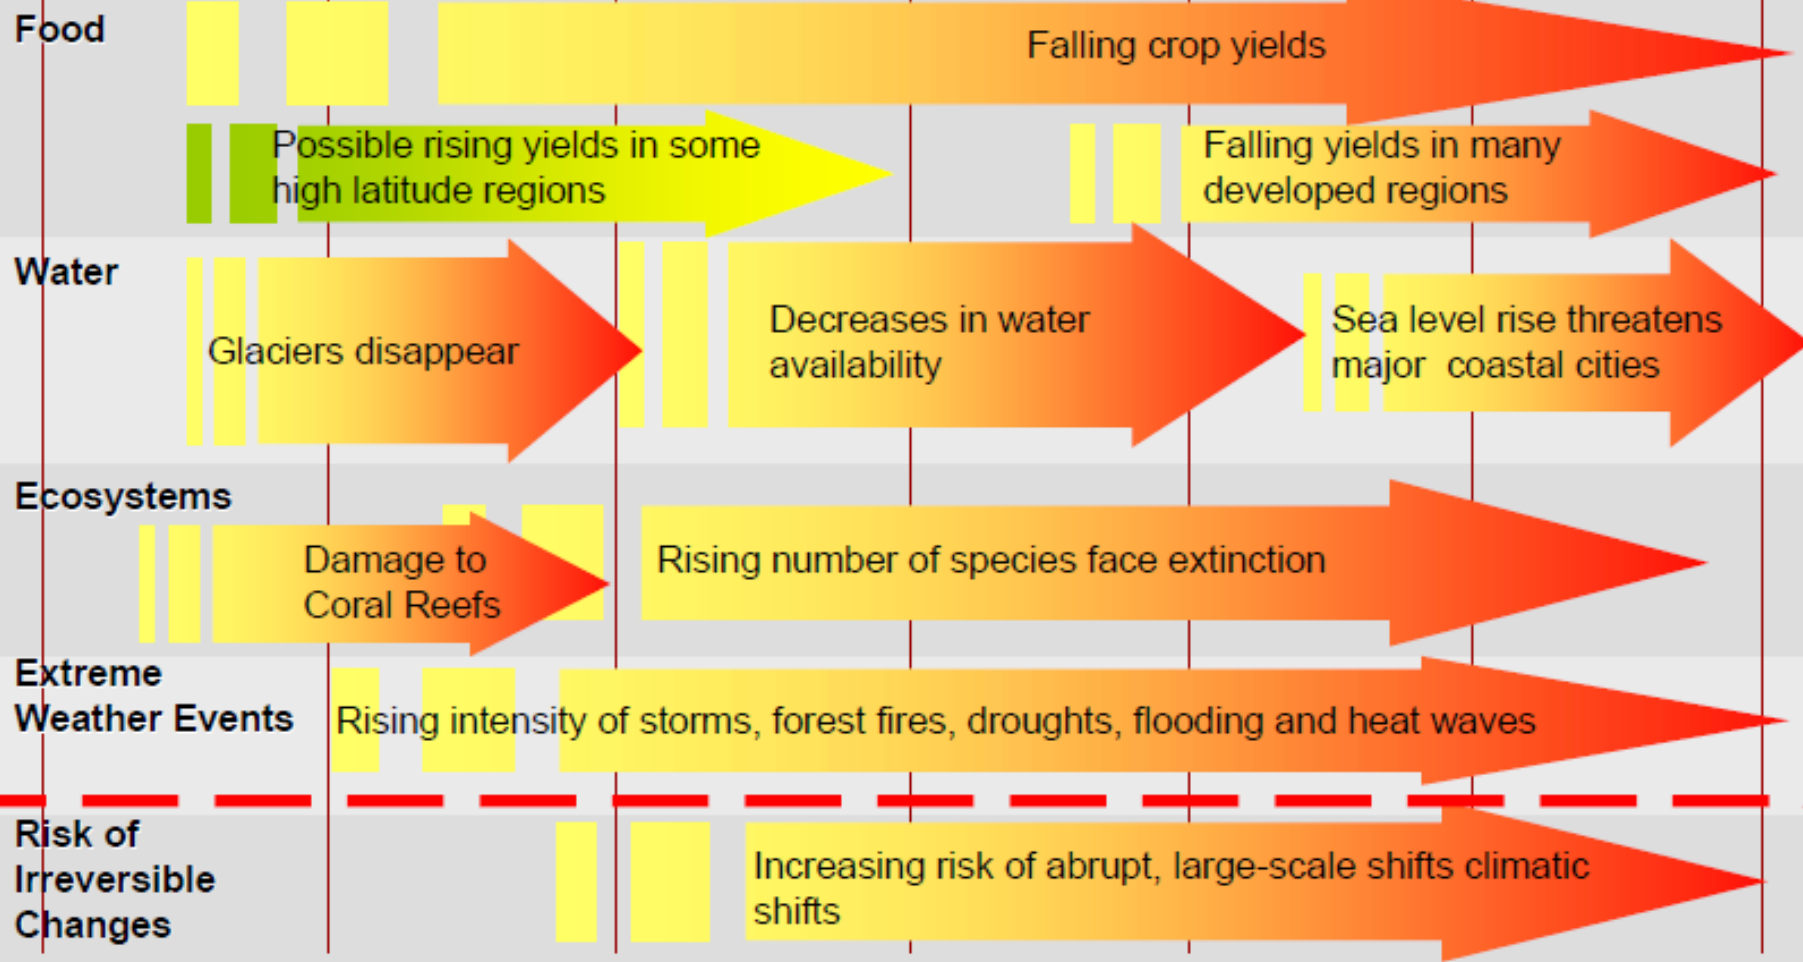 Food
Falling crop yields
Possible rising yields in some
high latitude regions
Falling yields in many
developed regions
Water
Glaciers disappear
Decreases in water
availability
Sea level rise threatens
major coastal cities
Ecosystems
Damage to
Coral Reefs
Rising number of species face extinction
Extreme
Weather Events
Rising intensity of storms, forest fires, droughts, flooding and heat waves
Risk of
Irreversible
Changes
Increasing risk of abrupt, large-scale shifts climatic
shifts